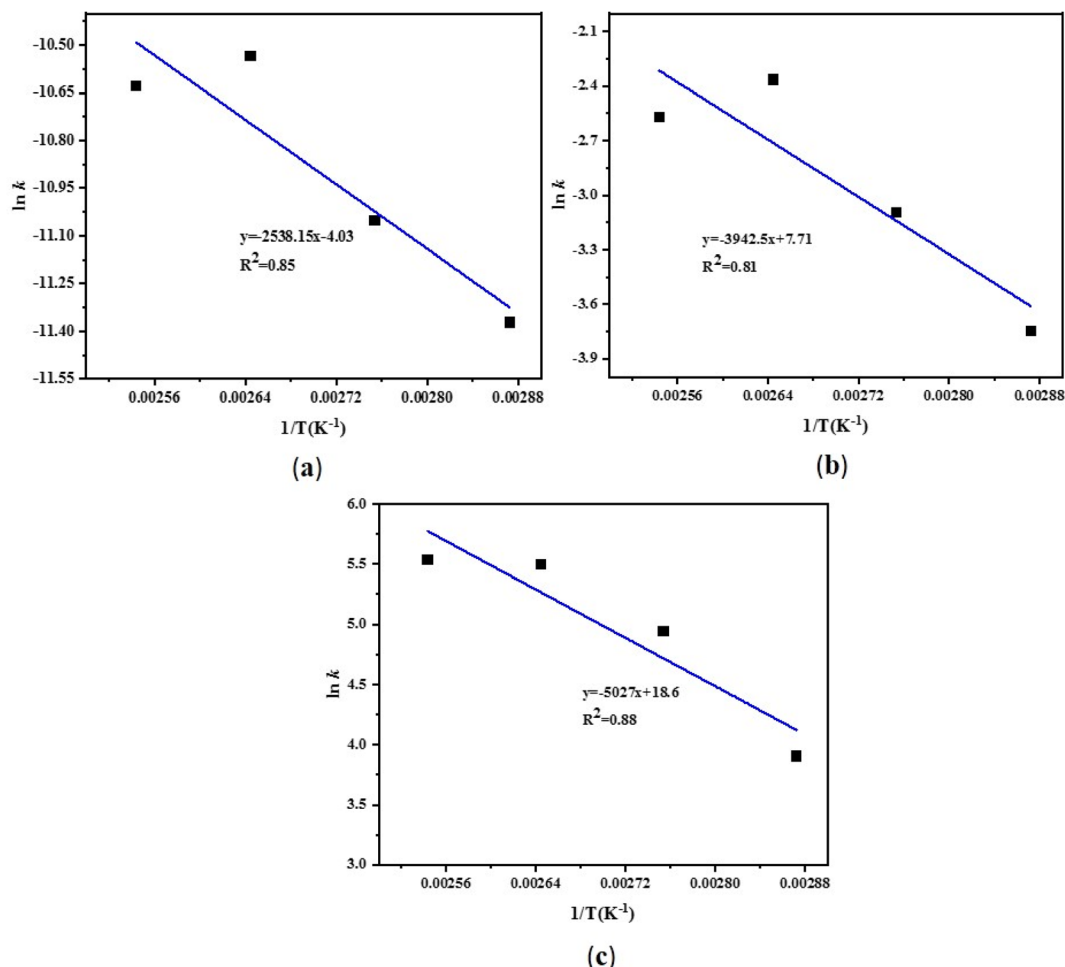 -10.50
-10.65
-10.80
-10.95
-11.10
-11.25
-11.40
-11.55
ln k
y=-2538.15x-4.03
R²=0.85
0.00256 0.00264 0.00272 0.00280 0.00288
1/T(K⁻¹)
(a)
-2.1
-2.4
-2.7
-3.0
-3.3
-3.6
-3.9
ln k
y=-3942.5x+7.71
R²=0.81
0.00256 0.00264 0.00272 0.00280 0.00288
1/T(K⁻¹)
(b)
6.0
5.5
5.0
4.5
4.0
3.5
3.0
ln k
y=-5027x+18.6
R²=0.88
0.00256 0.00264 0.00272 0.00280 0.00288
1/T(K⁻¹)
(c)